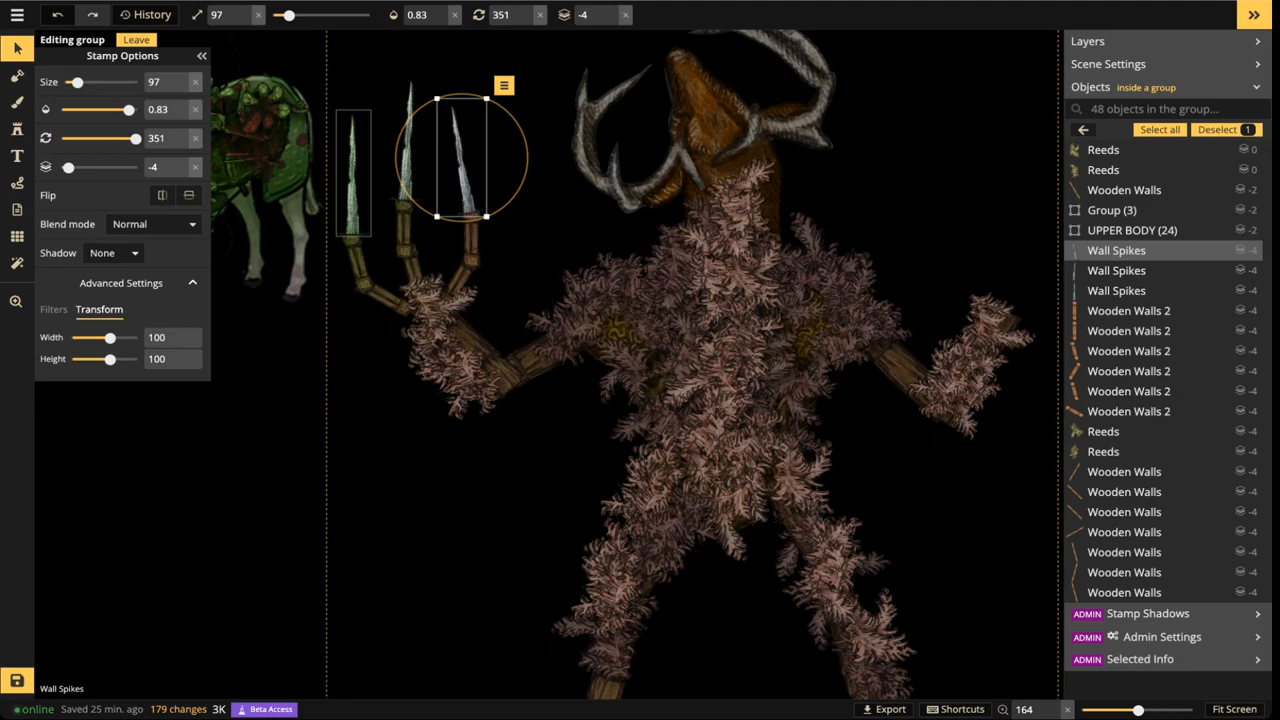 History
97
0.83
351
-4
Editing group
Leave
Stamp Options
Size
97
0.83
351
-4
Flip
Blend mode
Normal
Shadow
None
Advanced Settings
Filters
Transform
Width
100
Height
100
Wall Spikes
online
Saved 25 min. ago
179 changes
3K
Beta Access
Layers
Scene Settings
Objects inside a group
48 objects in the group...
Select all
Deselect 1
Reeds 0
Reeds 0
Wooden Walls -2
Group (3) -2
UPPER BODY (24) -2
Wall Spikes -4
Wall Spikes -4
Wall Spikes -4
Wooden Walls 2 -4
Wooden Walls 2 -4
Wooden Walls 2 -4
Wooden Walls 2 -4
Wooden Walls 2 -4
Wooden Walls 2 -4
Reeds -4
Reeds -4
Wooden Walls -4
Wooden Walls -4
Wooden Walls -4
Wooden Walls -4
Wooden Walls -4
Wooden Walls -4
Wooden Walls -4
ADMIN Stamp Shadows
ADMIN Admin Settings
ADMIN Selected Info
Export
Shortcuts
164
Fit Screen